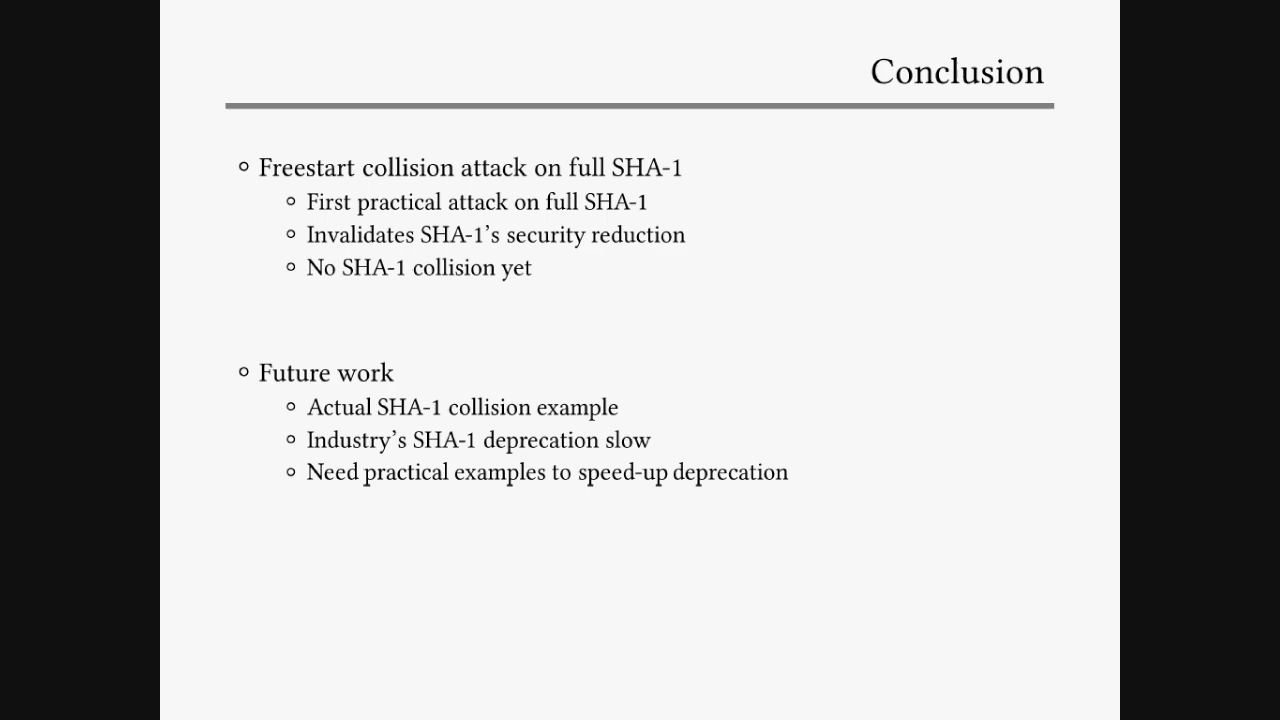 Conclusion
Freestart collision attack on full SHA-1
First practical attack on full SHA-1
Invalidates SHA-1’s security reduction
No SHA-1 collision yet
Future work
Actual SHA-1 collision example
Industry’s SHA-1 deprecation slow
Need practical examples to speed-up deprecation